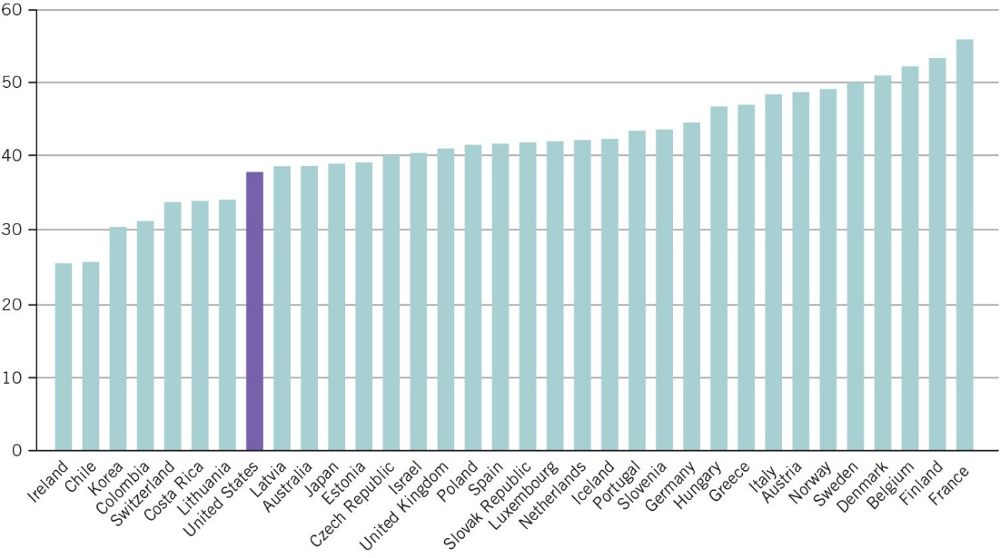 60
50
40
30
20
10
0
Ireland
Chile
Korea
Colombia
Switzerland
Costa Rica
Lithuania
United States
Latvia
Australia
Japan
Estonia
Czech Republic
Israel
United Kingdom
Poland
Spain
Slovak Republic
Luxembourg
Netherlands
Iceland
Portugal
Slovenia
Germany
Hungary
Greece
Italy
Austria
Norway
Sweden
Denmark
Belgium
Finland
France